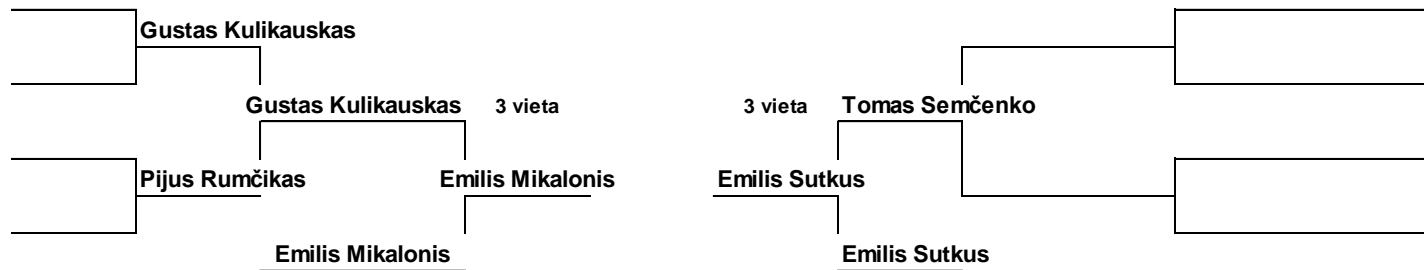 Gustas Kulikauskas
Gustas Kulikauskas 3 vieta 3 vieta Tomas Semčenko
Pijus Rumčikas Emilis Mikalonis Emilis Sutkus
Emilis Mikalonis Emilis Sutkus